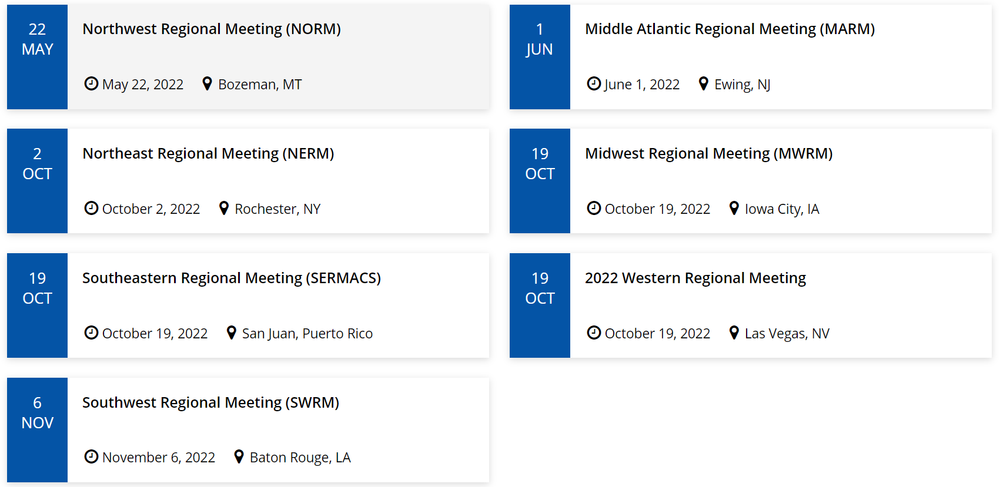 22
MAY
Northwest Regional Meeting (NORM)
May 22, 2022 Bozeman, MT
1
JUN
Middle Atlantic Regional Meeting (MARM)
June 1, 2022 Ewing, NJ
2
OCT
Northeast Regional Meeting (NERM)
October 2, 2022 Rochester, NY
19
OCT
Midwest Regional Meeting (MWRM)
October 19, 2022 Iowa City, IA
19
OCT
Southeastern Regional Meeting (SERMACS)
October 19, 2022 San Juan, Puerto Rico
19
OCT
2022 Western Regional Meeting
October 19, 2022 Las Vegas, NV
6
NOV
Southwest Regional Meeting (SWRM)
November 6, 2022 Baton Rouge, LA